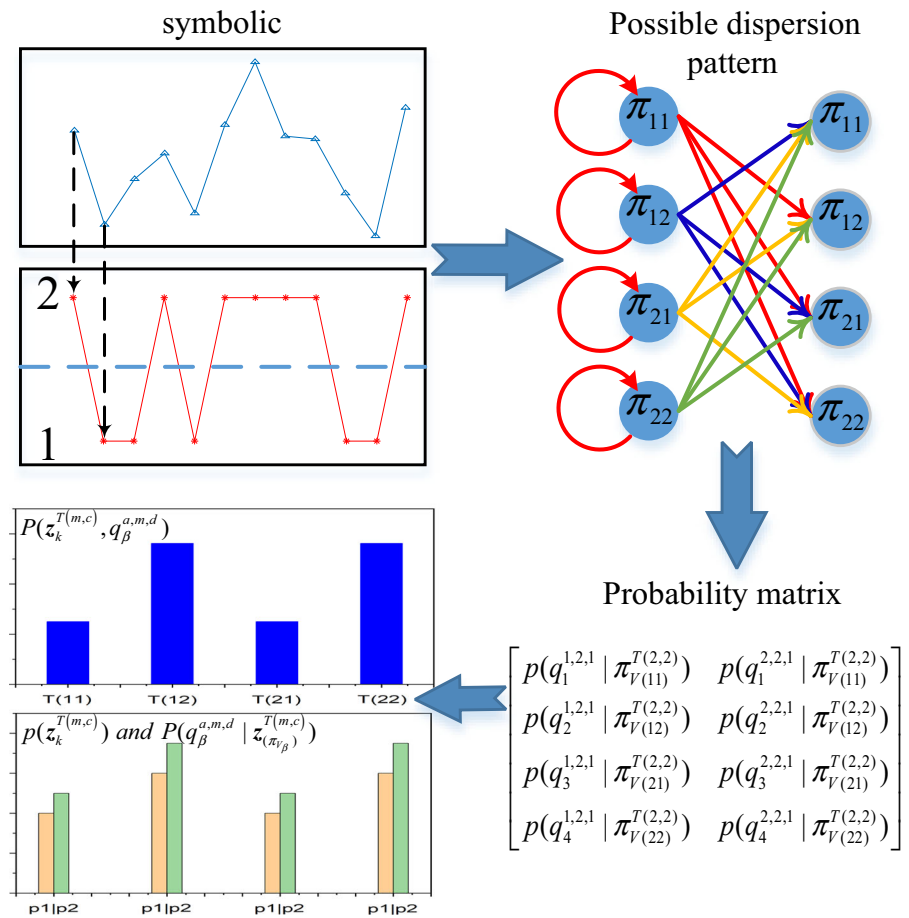 symbolic
2
1
Possible dispersion
pattern
π11 π11
π12 π12
π21 π21
π22 π22
Probability matrix
p(q_1^{1,2,1} | π_{V(11)}^{T(2,2)}) p(q_1^{2,2,1} | π_{V(11)}^{T(2,2)})
p(q_2^{1,2,1} | π_{V(12)}^{T(2,2)}) p(q_2^{2,2,1} | π_{V(12)}^{T(2,2)})
p(q_3^{1,2,1} | π_{V(21)}^{T(2,2)}) p(q_3^{2,2,1} | π_{V(21)}^{T(2,2)})
p(q_4^{1,2,1} | π_{V(22)}^{T(2,2)}) p(q_4^{2,2,1} | π_{V(22)}^{T(2,2)})
P(z_k^{T(m,c)}, q_β^{a,m,d})
T(11) T(12) T(21) T(22)
p(z_k^{T(m,c)}) and P(q_β^{a,m,d} | z_{(π_{V_β})}^{T(m,c)})
p1|p2 p1|p2 p1|p2 p1|p2